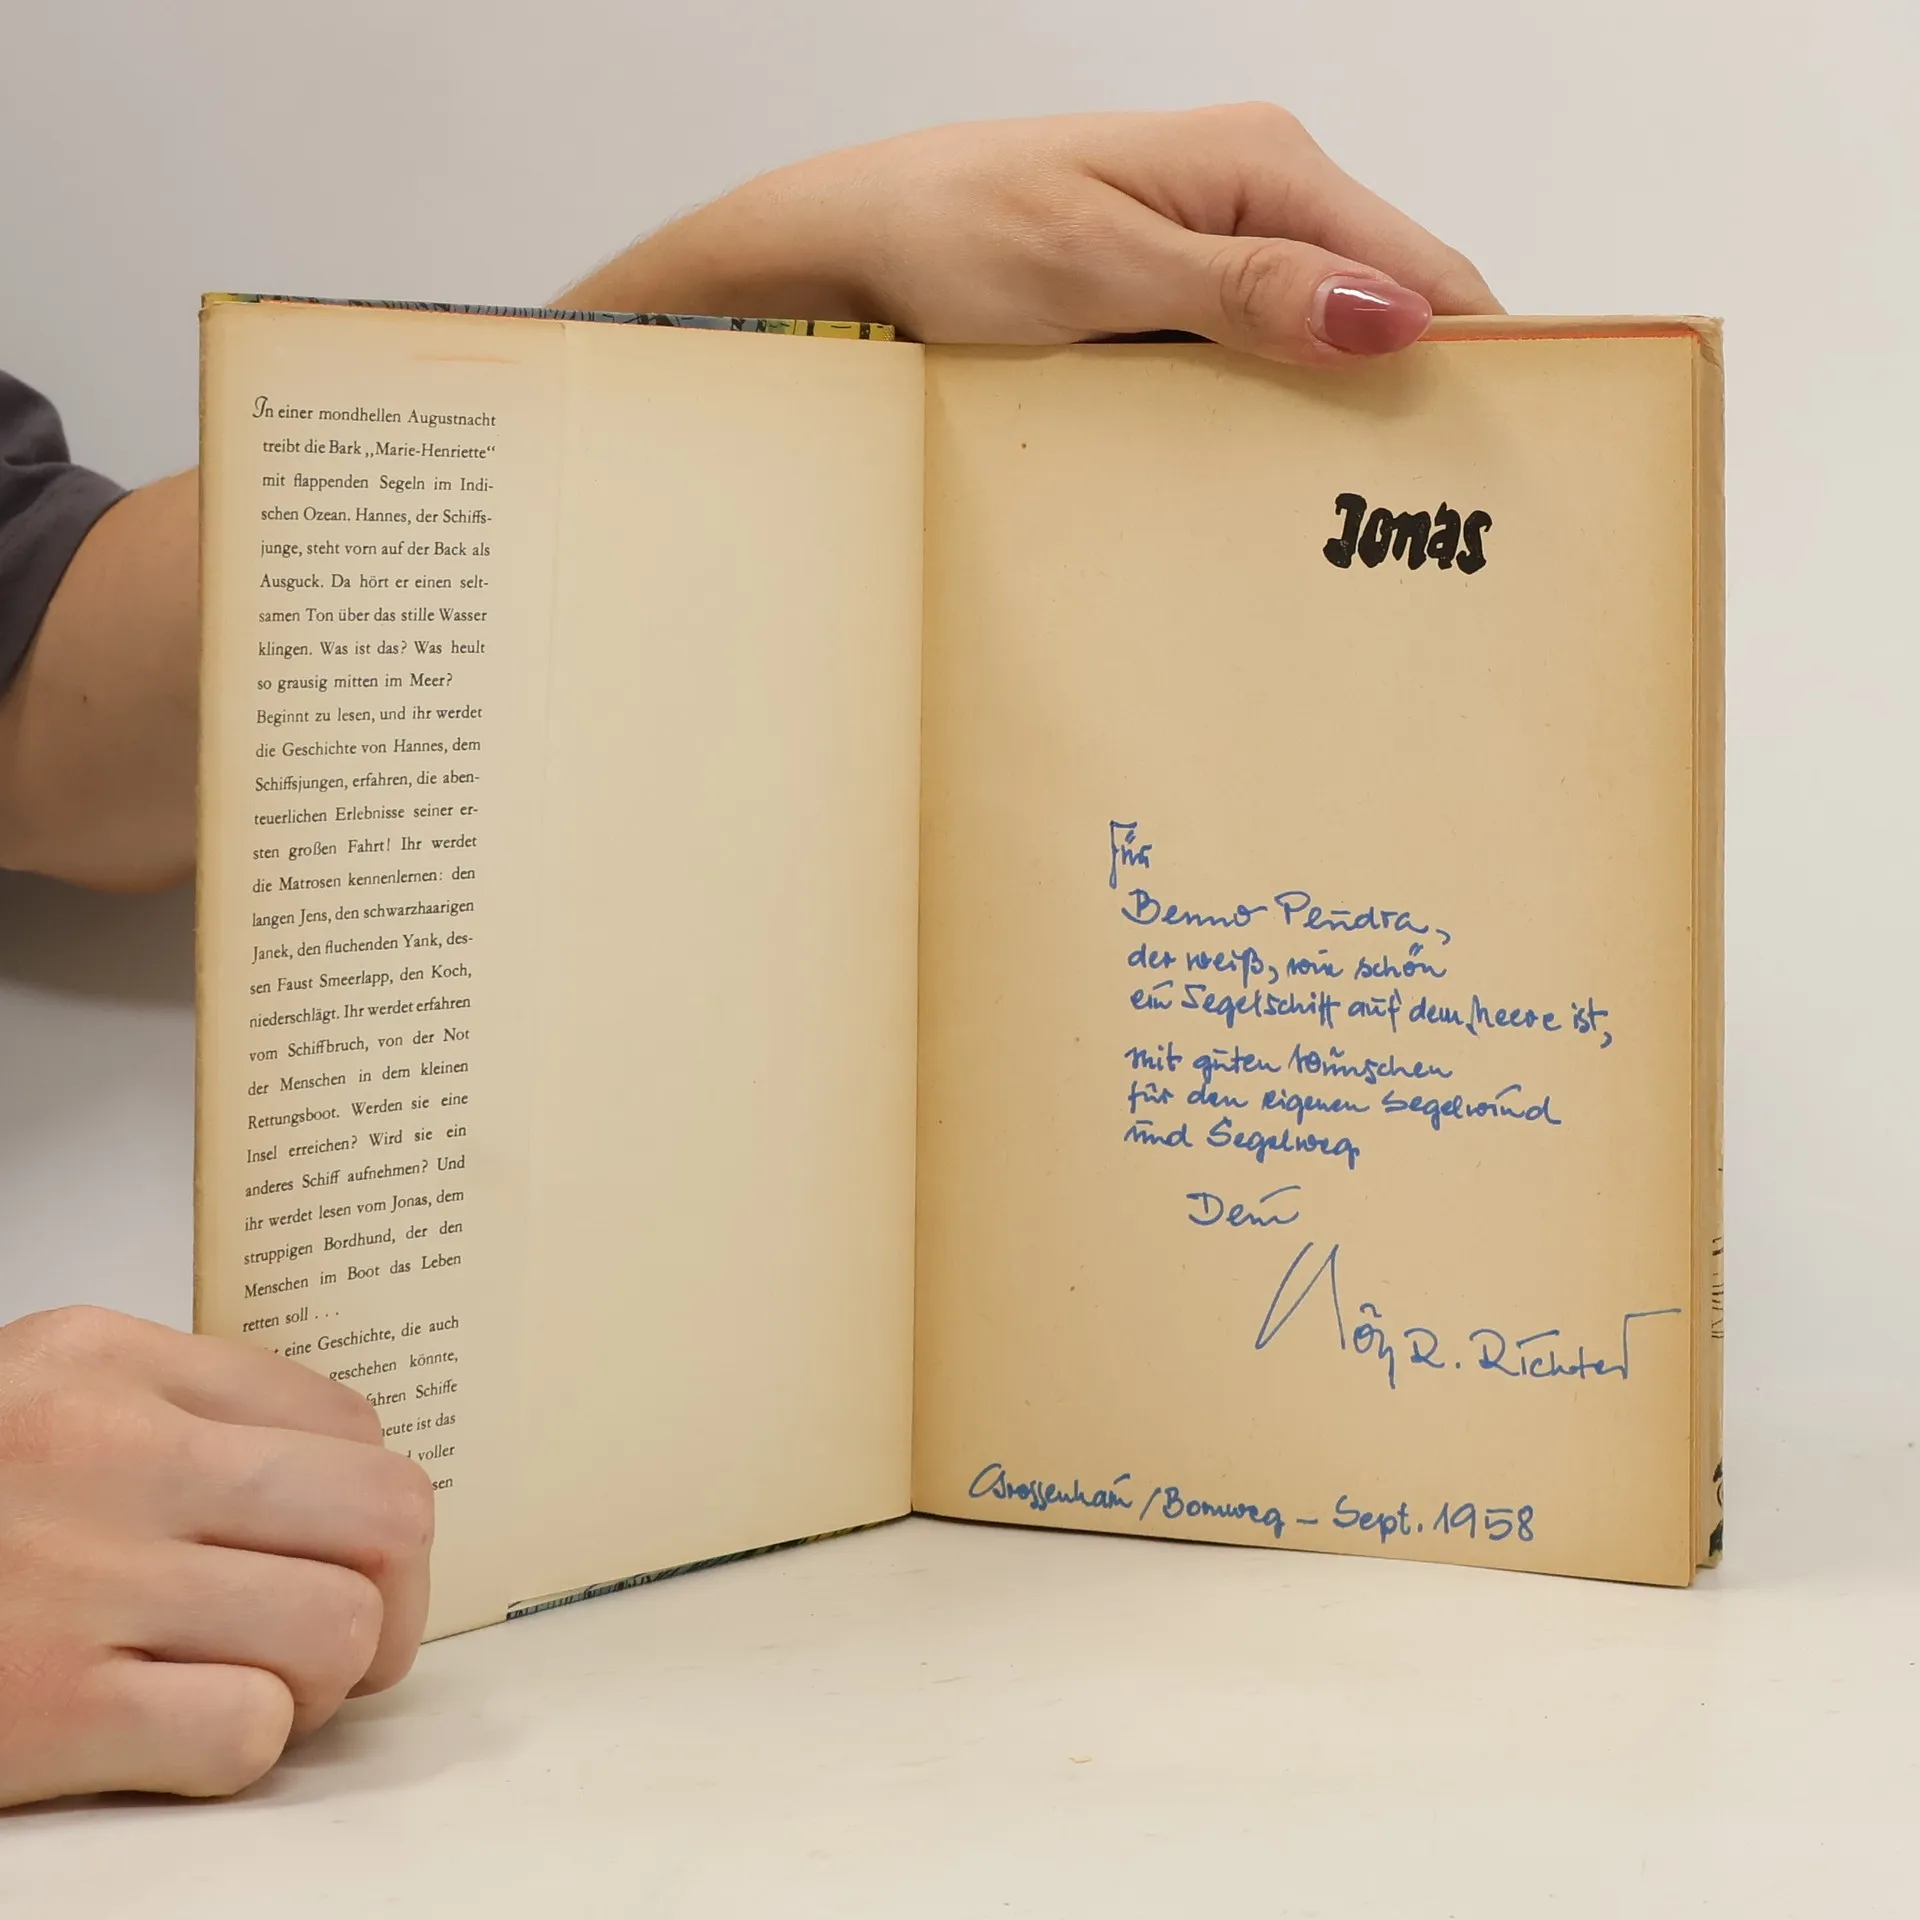 In einer mondhellen Augustnacht
treibt die Bark „Marie-Henriette“
mit flappenden Segeln im Indi-
schen Ozean. Hannes, der Schiffs-
junge, steht vorn auf der Back als
Ausguck. Da hört er einen selt-
samen Ton über das stille Wasser
klingen. Was ist das? Was heult
so grausig mitten im Meer?
Beginnt zu lesen, und ihr werdet
die Geschichte von Hannes, dem
Schiffsjungen, erfahren, die aben-
teuerlichen Erlebnisse seiner er-
sten großen Fahrt! Ihr werdet
die Matrosen kennenlernen: den
langen Jens, den schwarzhaarigen
Janek, den fluchenden Yank, des-
sen Faust Smeerlapp, den Koch,
niederschlägt. Ihr werdet erfahren
vom Schiffbruch, von der Not
der Menschen in dem kleinen
Rettungsboot. Werden sie eine
Insel erreichen? Wird sie ein
anderes Schiff aufnehmen? Und
ihr werdet lesen vom Jonas, dem
struppigen Bordhund, der den
Menschen im Boot das Leben
retten soll . . .
eine Geschichte, die auch
geschehen könnte,
fahren Schiffe
heute ist das
voller
sen
Jonas
Für
Benno Pludra,
der weiß, wie schön
ein Segelschiff auf dem Meere ist,
mit guten Wünschen
für den eigenen Segelwind
und Segelweg
Dein
R. Richter
Grossenhain / Bornweg – Sept. 1958